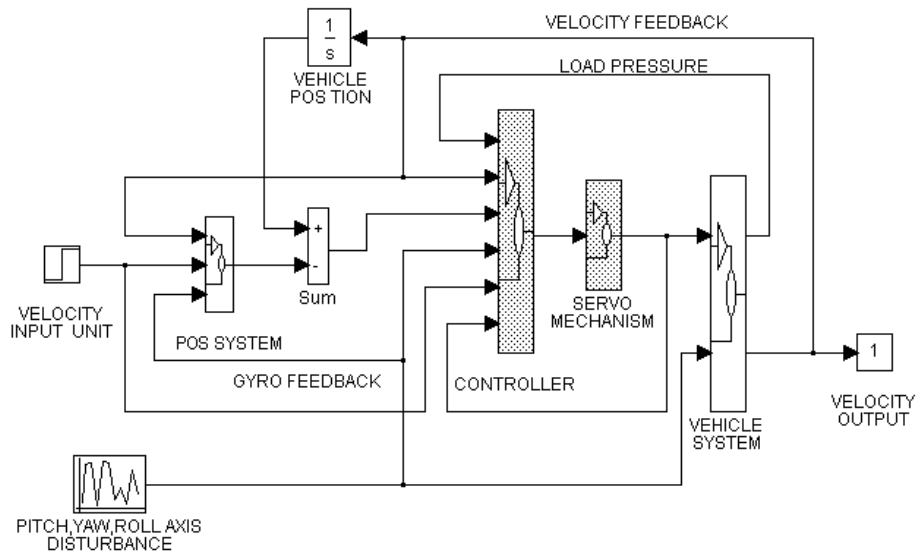 VELOCITY FEEDBACK
1
s
LOAD PRESSURE
VEHICLE
POS TION
+
-
Sum
VELOCITY
INPUT UNIT
SERVO
MECHANISM
POS SYSTEM
1
GYRO FEEDBACK
CONTROLLER
VELOCITY
OUTPUT
VEHICLE
SYSTEM
PITCH,YAW,ROLL AXIS
DISTURBANCE